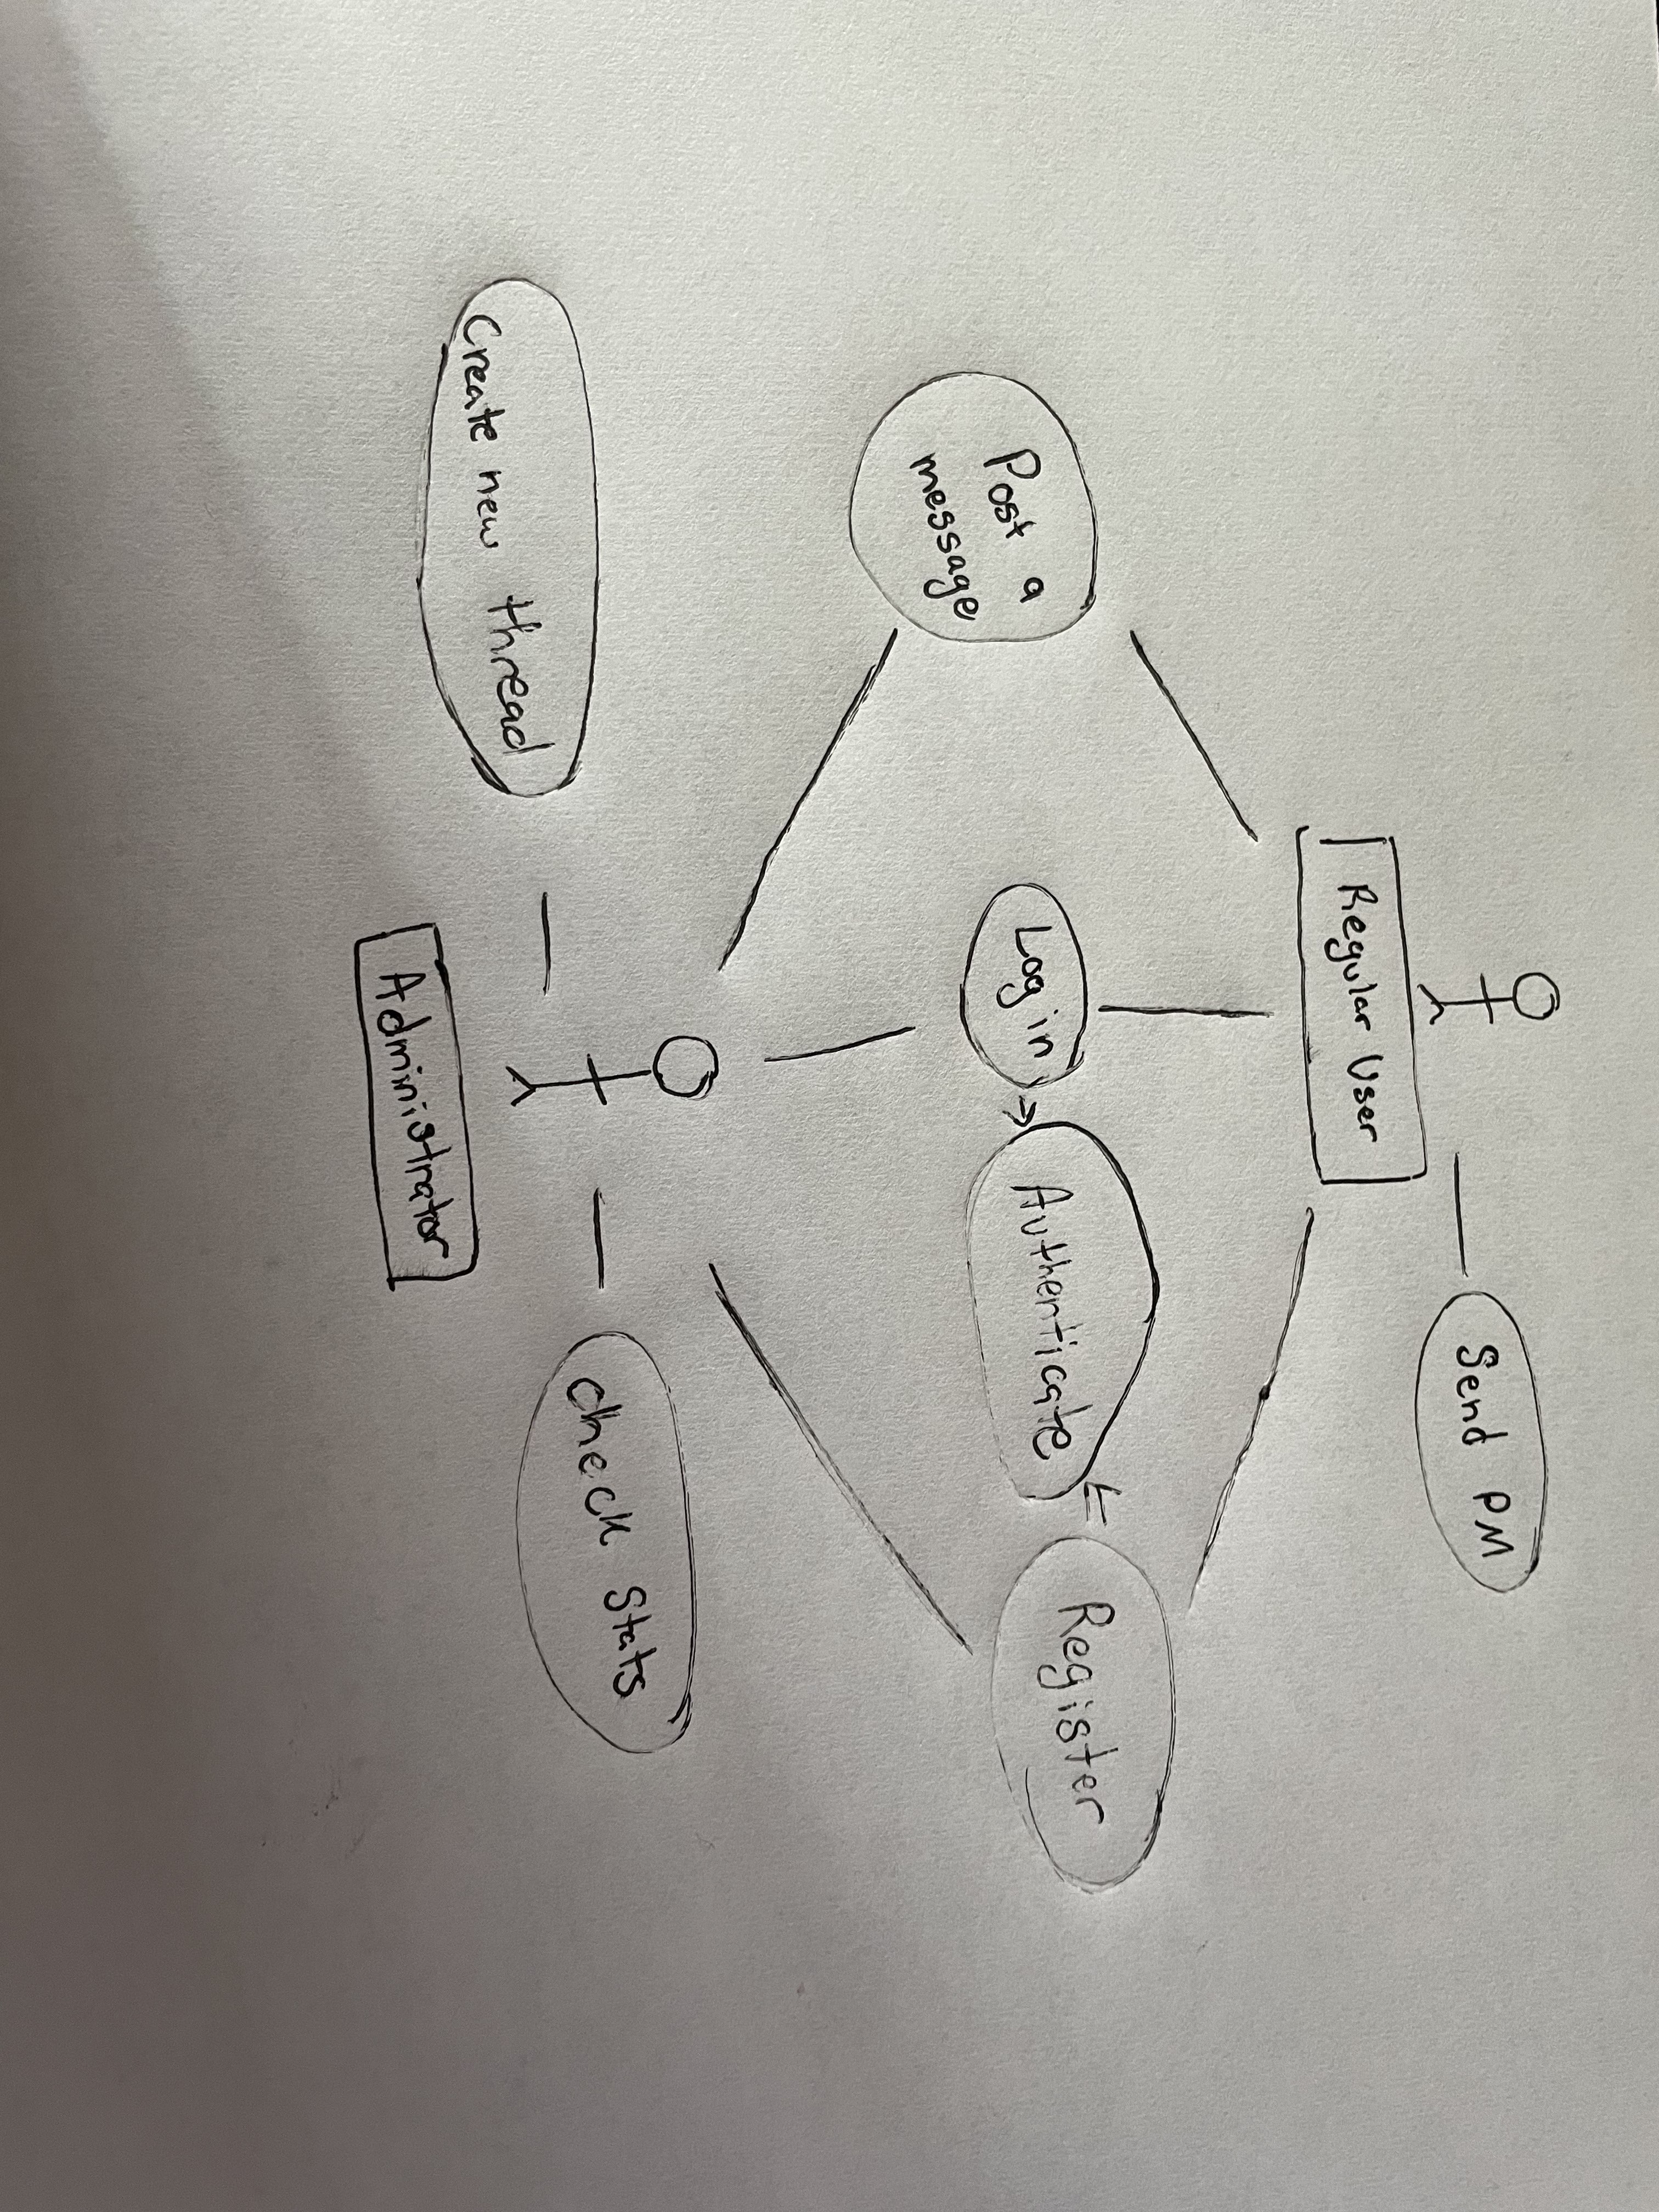 Regular User
Send PM
Post a
message
Log in
Authenticate
Register
Create new thread
Check Stats
Administrator